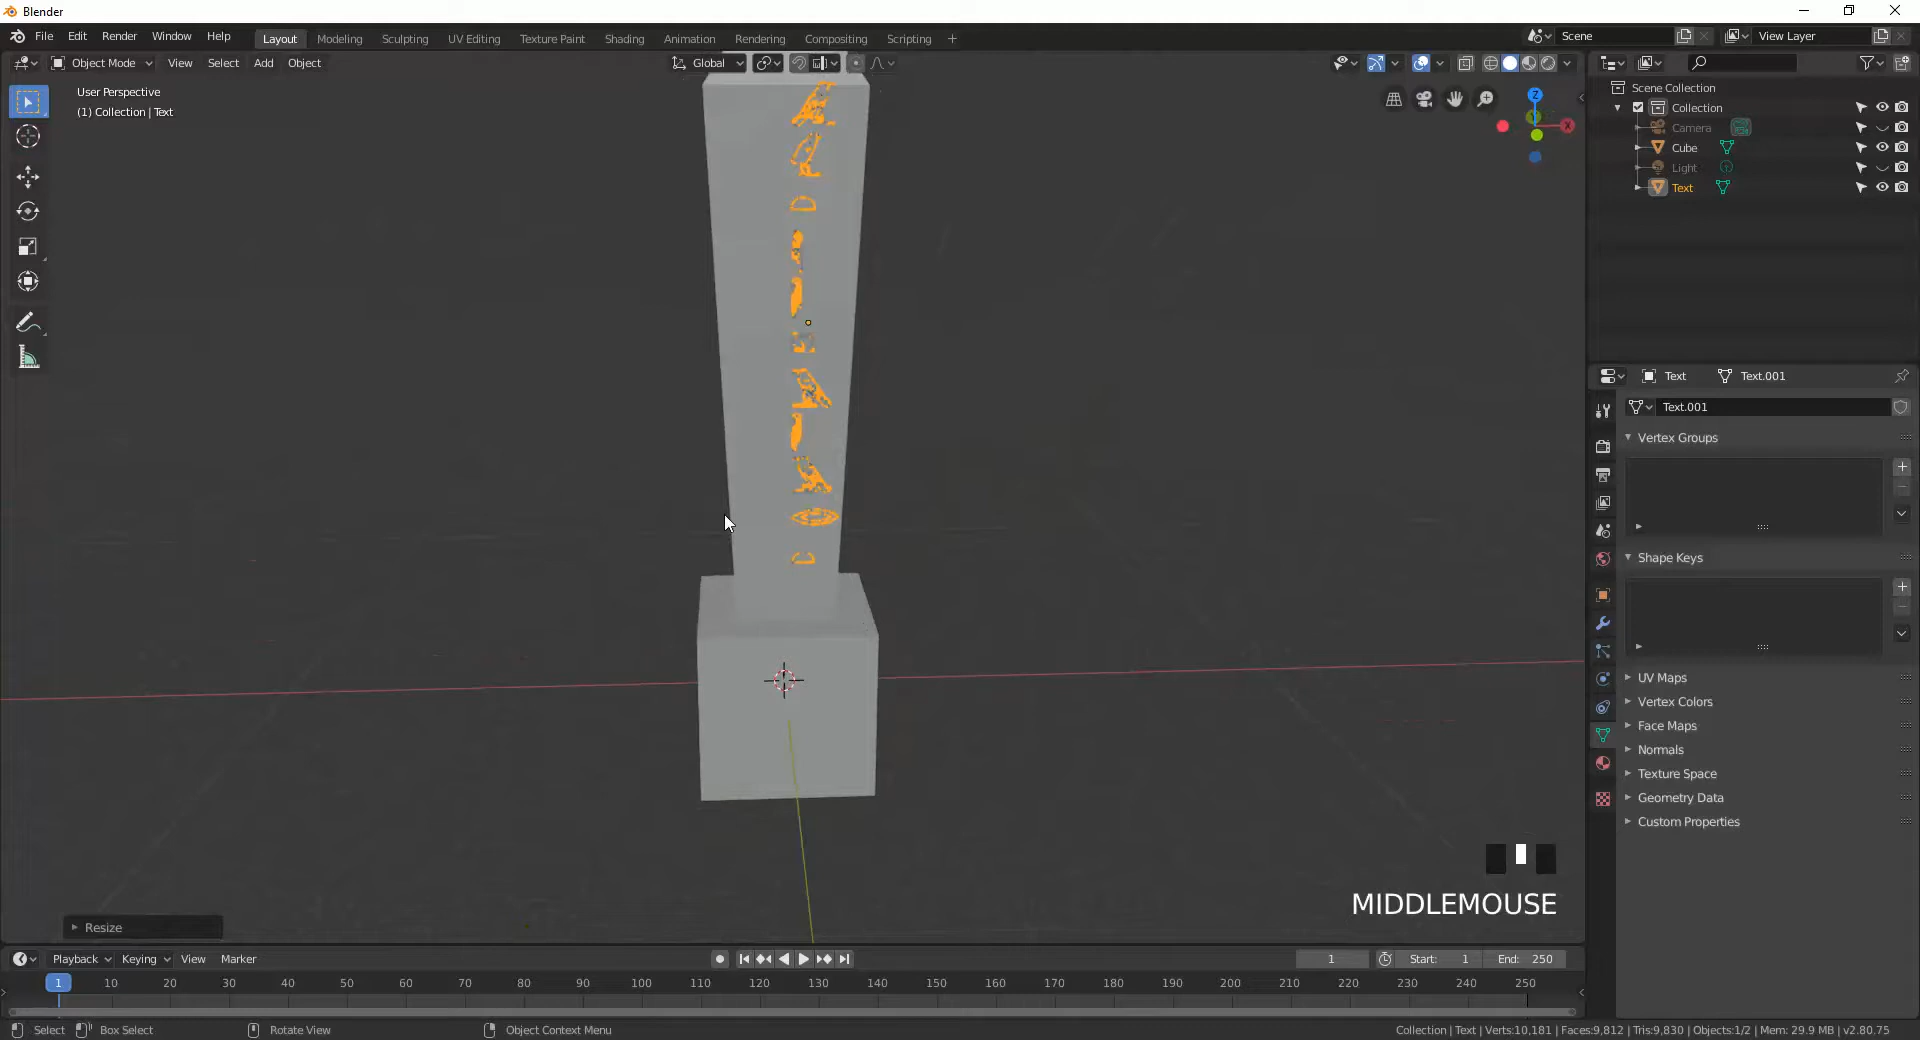 Blender
File Edit Render Window Help Layout Modeling Sculpting UV Editing Texture Paint Shading Animation Rendering Compositing Scripting Scene View Layer
Object Mode View Select Add Object Global
User Perspective
(1) Collection | Text
Z
X
Scene Collection
Collection
Camera
Cube
Light
Text
Text Text.001
Text.001
Vertex Groups
Shape Keys
UV Maps
Vertex Colors
Face Maps
Normals
Texture Space
Geometry Data
Custom Properties
MIDDLEMOUSE
Resize
Playback Keying View Marker 1 Start: 1 End: 250
1 10 20 30 40 50 60 70 80 90 100 110 120 130 140 150 160 170 180 190 200 210 220 230 240 250
Select Box Select Rotate View Object Context Menu Collection | Text | Verts:10,181 | Faces:9,812 | Tris:9,830 | Objects:1/2 | Mem: 29.9 MB | v2.80.75